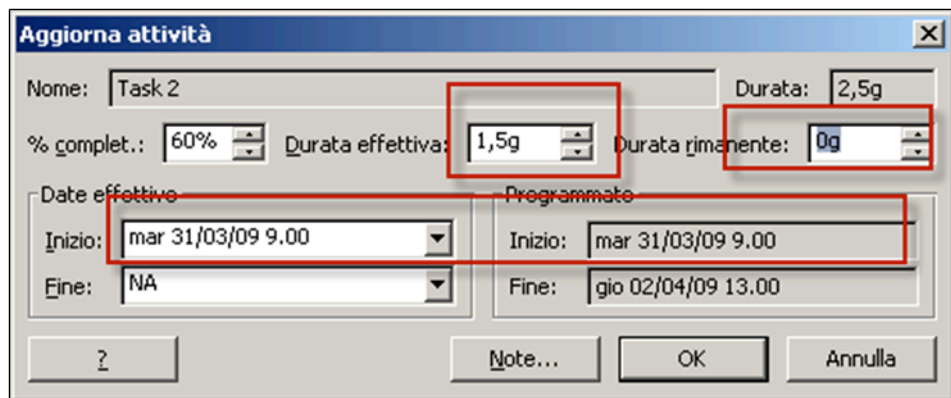 Aggiorna attività
Nome: Task 2 Durata: 2,5g
% complet.: 60% Durata effettiva: 1,5g Durata rimanente: 0g
Date effettivo Programmato
Inizio: mar 31/03/09 9.00 Inizio: mar 31/03/09 9.00
Fine: NA Fine: gio 02/04/09 13.00
? Note... OK Annulla